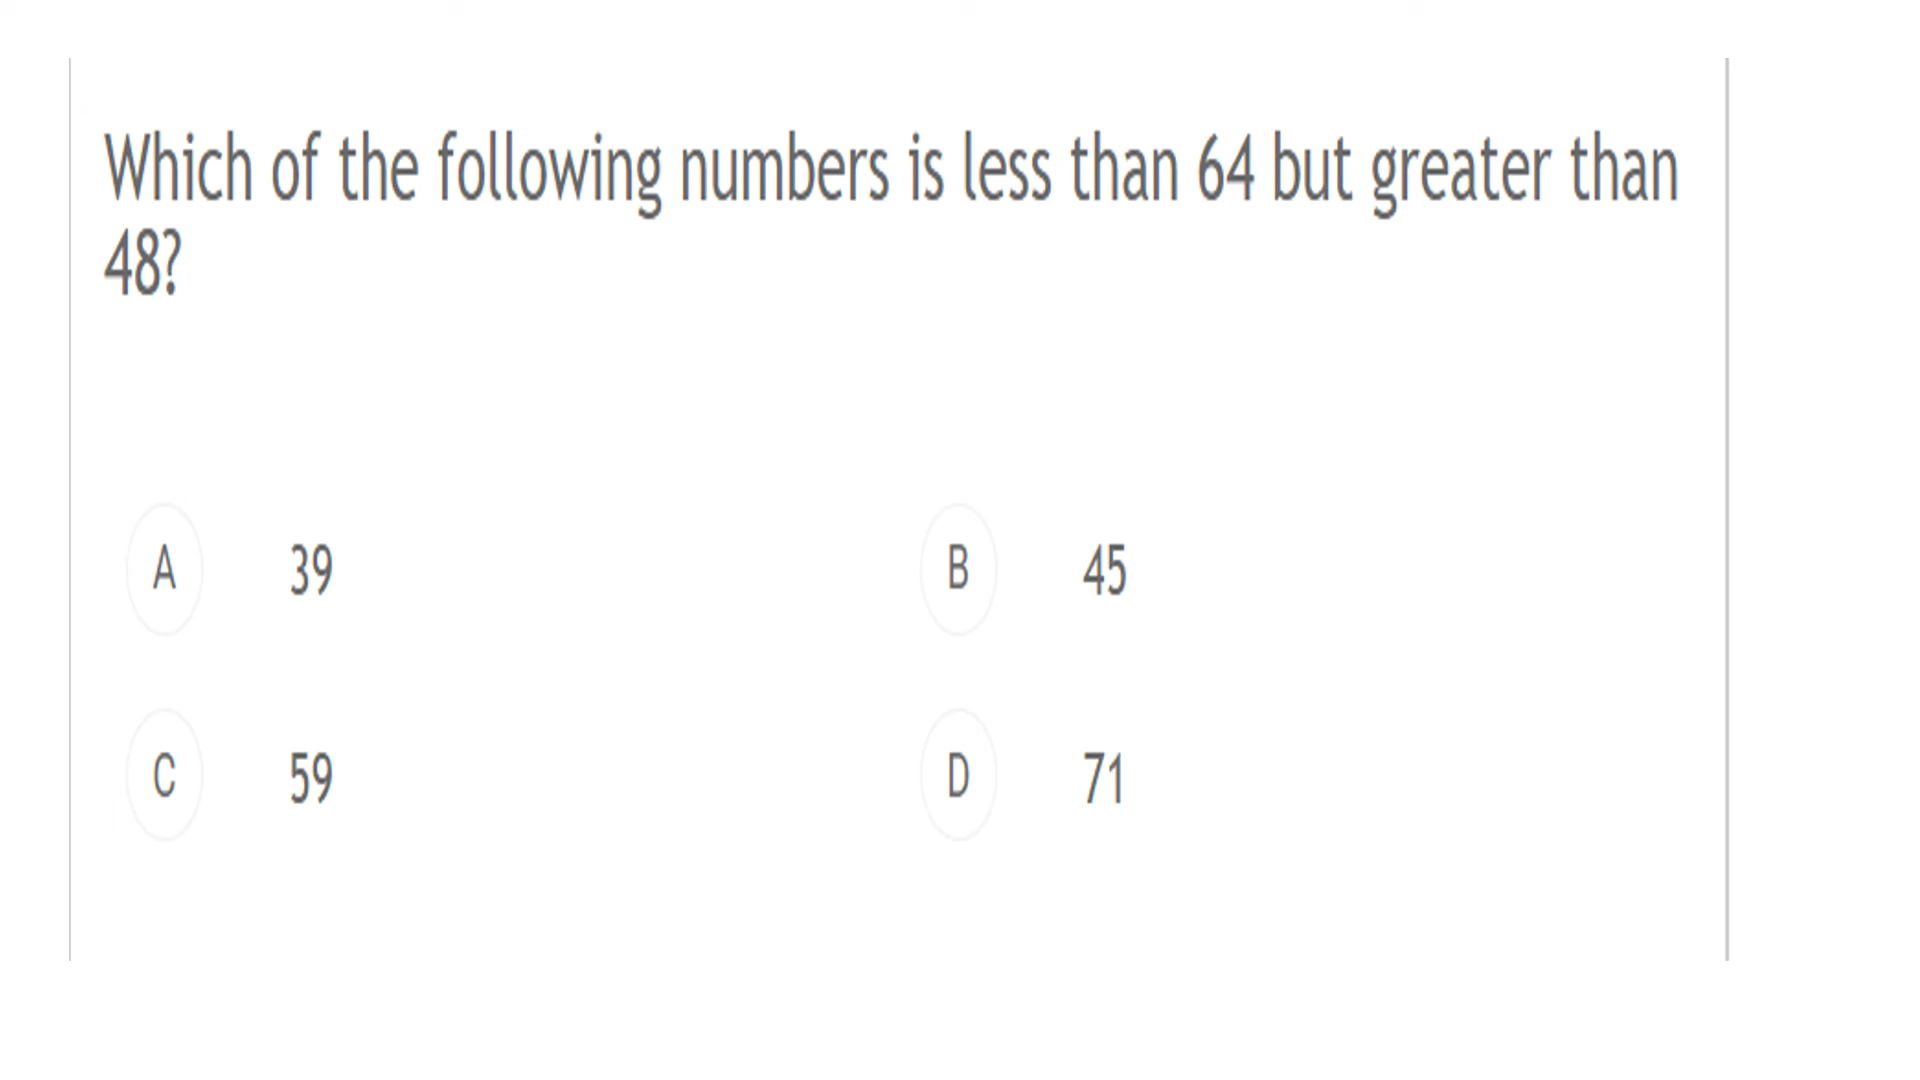 Which of the following numbers is less than 64 but greater than
48?
A 39
B 45
C 59
D 71